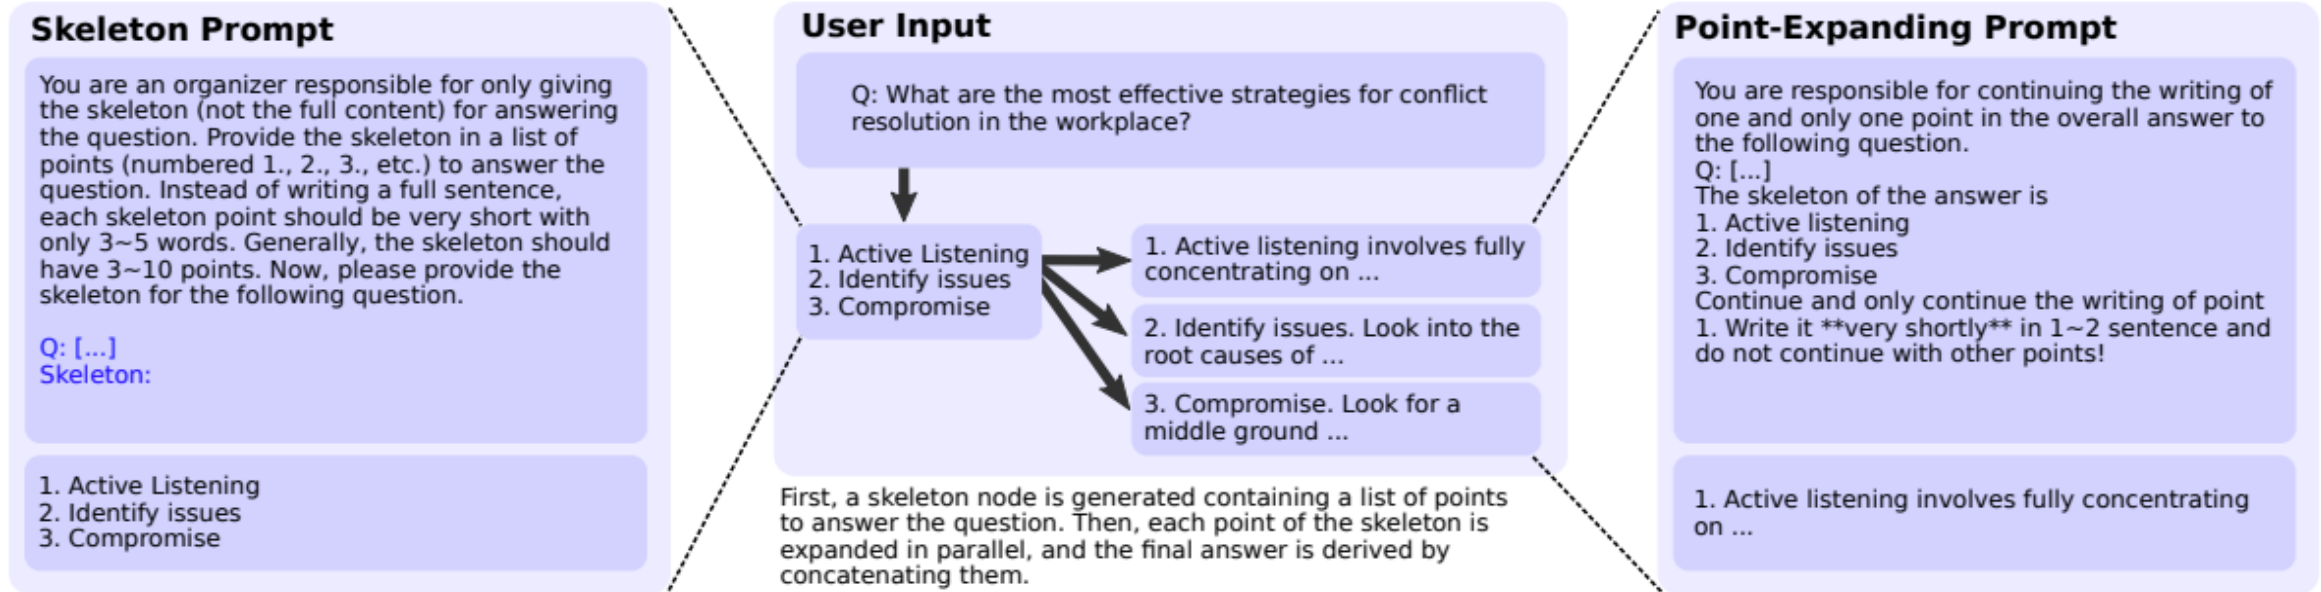 Skeleton Prompt
You are an organizer responsible for only giving
the skeleton (not the full content) for answering
the question. Provide the skeleton in a list of
points (numbered 1., 2., 3., etc.) to answer the
question. Instead of writing a full sentence,
each skeleton point should be very short with
only 3~5 words. Generally, the skeleton should
have 3~10 points. Now, please provide the
skeleton for the following question.
Q: [...]
Skeleton:
1. Active Listening
2. Identify issues
3. Compromise
User Input
Q: What are the most effective strategies for conflict
resolution in the workplace?
1. Active Listening
2. Identify issues
3. Compromise
1. Active listening involves fully
concentrating on ...
2. Identify issues. Look into the
root causes of ...
3. Compromise. Look for a
middle ground ...
First, a skeleton node is generated containing a list of points
to answer the question. Then, each point of the skeleton is
expanded in parallel, and the final answer is derived by
concatenating them.
Point-Expanding Prompt
You are responsible for continuing the writing of
one and only one point in the overall answer to
the following question.
Q: [...]
The skeleton of the answer is
1. Active listening
2. Identify issues
3. Compromise
Continue and only continue the writing of point
1. Write it **very shortly** in 1~2 sentence and
do not continue with other points!
1. Active listening involves fully concentrating
on ...